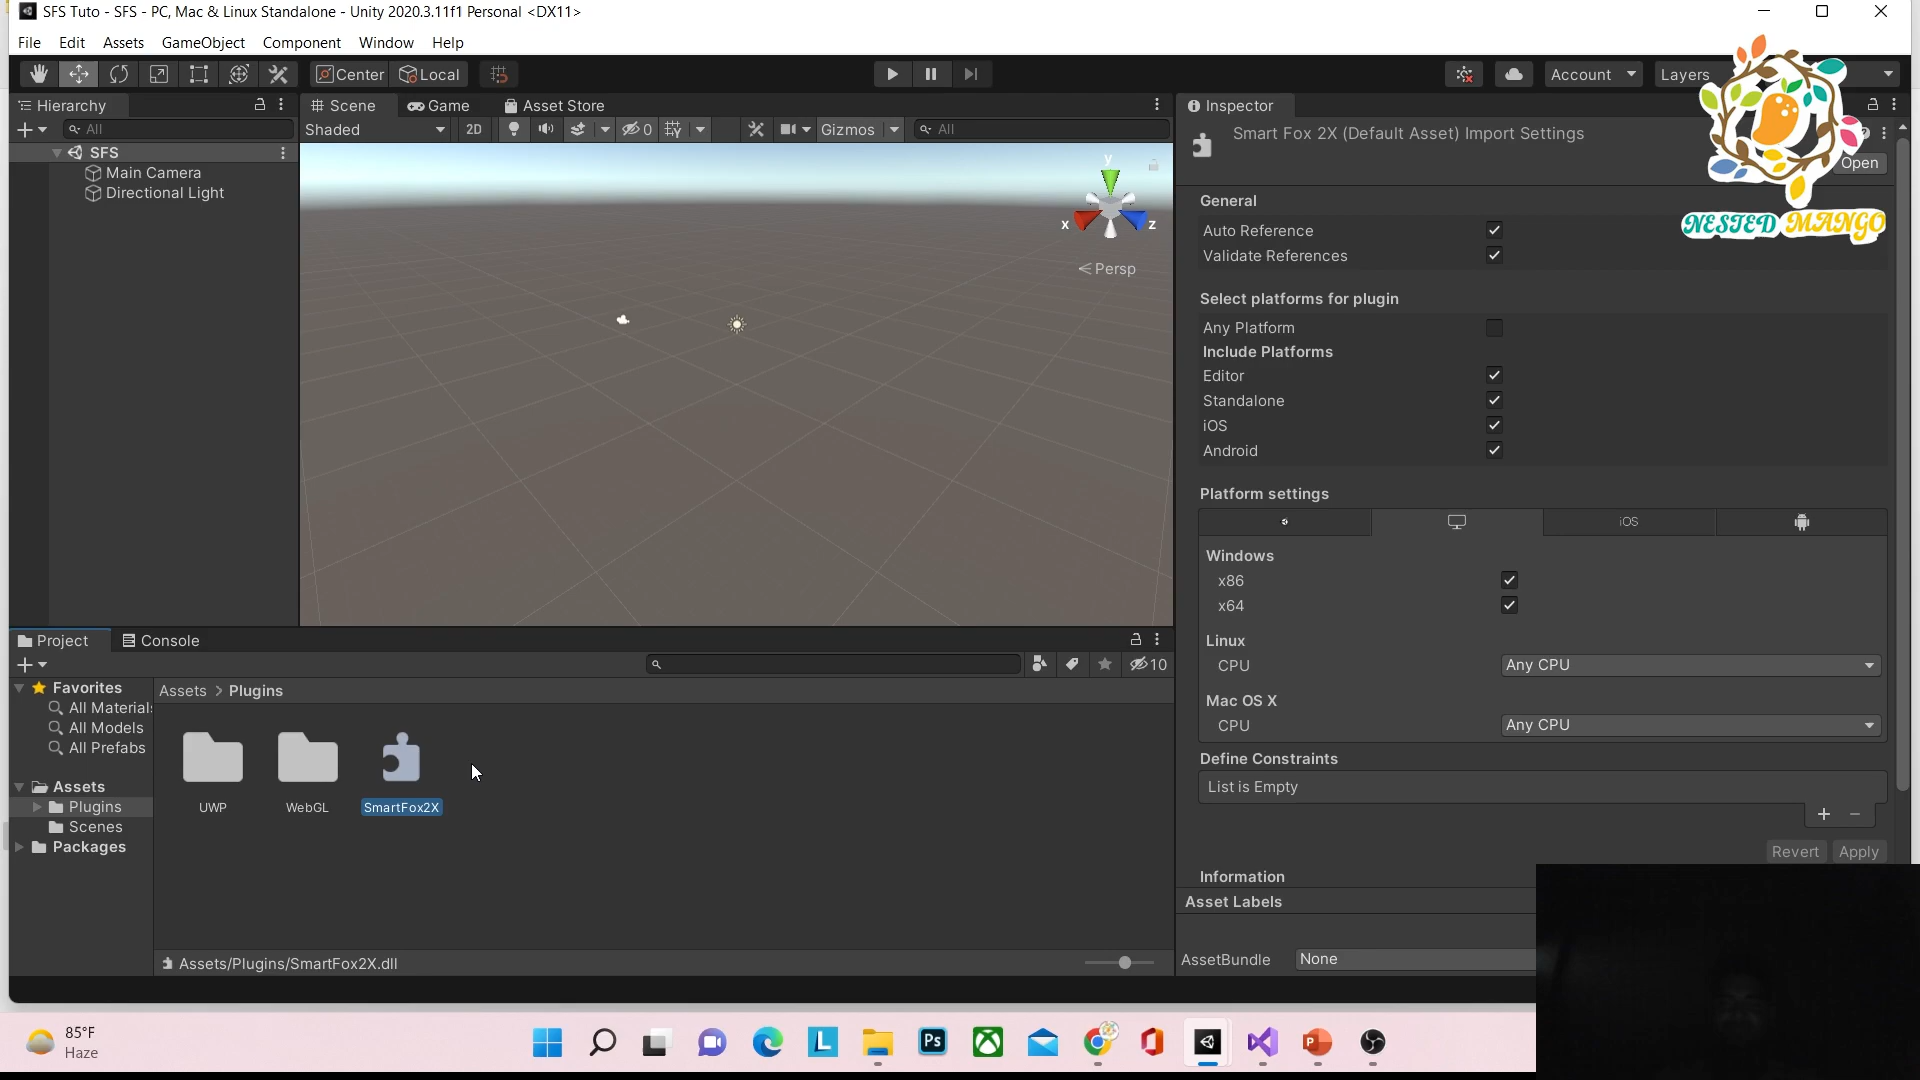 SFS Tuto - SFS - PC, Mac & Linux Standalone - Unity 2020.3.11f1 Personal <DX11>
File Edit Assets GameObject Component Window Help
Center Local Account Layers
Hierarchy
All
SFS
Main Camera
Directional Light
Scene Game Asset Store
Shaded 2D 0 Gizmos All
y
x z
Persp
Inspector
Smart Fox 2X (Default Asset) Import Settings
Open
NESTED MANGO
General
Auto Reference
Validate References
Select platforms for plugin
Any Platform
Include Platforms
Editor
Standalone
iOS
Android
Platform settings
iOS
Windows
x86
x64
Linux
CPU Any CPU
Mac OS X
CPU Any CPU
Define Constraints
List is Empty
Revert Apply
Information
Asset Labels
AssetBundle None
Project Console
10
Favorites
All Materials
All Models
All Prefabs
Assets
Plugins
Scenes
Packages
Assets > Plugins
UWP WebGL SmartFox2X
Assets/Plugins/SmartFox2X.dll
85°F
Haze
L Ps P